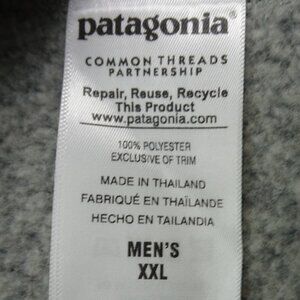 patagonia®
COMMON THREADS
PARTNERSHIP
Repair, Reuse, Recycle
This Product
www.patagonia.com
100% POLYESTER
EXCLUSIVE OF TRIM
MADE IN THAILAND
FABRIQUÉ EN THAÏLANDE
HECHO EN TAILANDIA
MEN'S
XXL